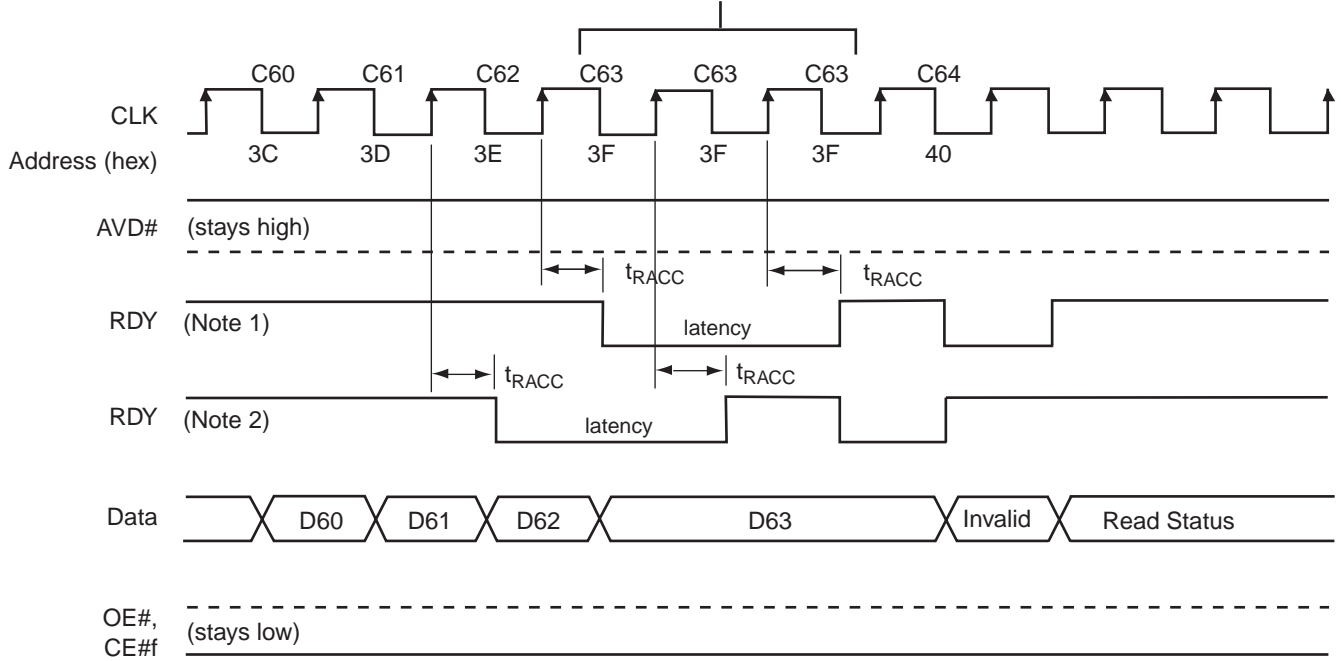 C60 C61 C62 C63 C63 C63 C64
CLK
3C 3D 3E 3F 3F 3F 40
Address (hex)
AVD# (stays high)
tRACC tRACC
RDY (Note 1)
latency
tRACC tRACC
RDY (Note 2)
latency
Data D60 D61 D62 D63 Invalid Read Status
OE#,
CE#f (stays low)